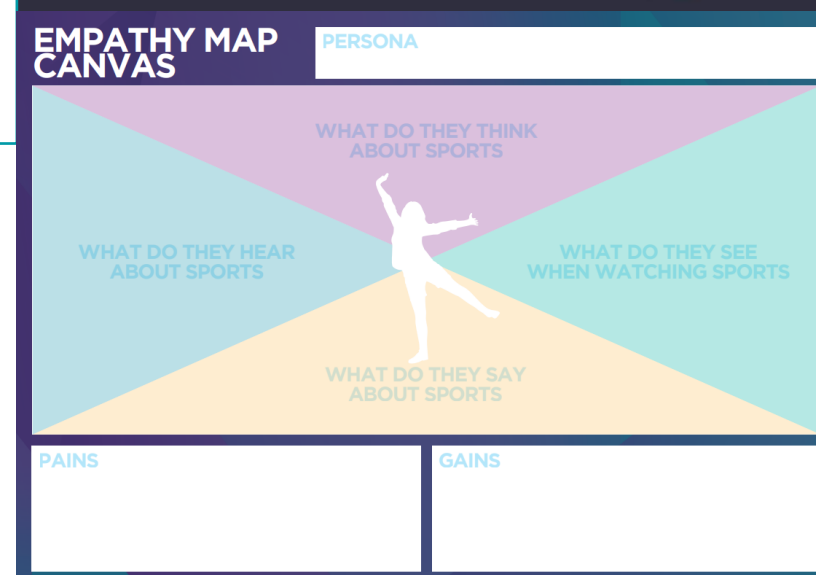 EMPATHY MAP
CANVAS
PERSONA
WHAT DO THEY THINK
ABOUT SPORTS
WHAT DO THEY HEAR
ABOUT SPORTS
WHAT DO THEY SEE
WHEN WATCHING SPORTS
WHAT DO THEY SAY
ABOUT SPORTS
PAINS
GAINS